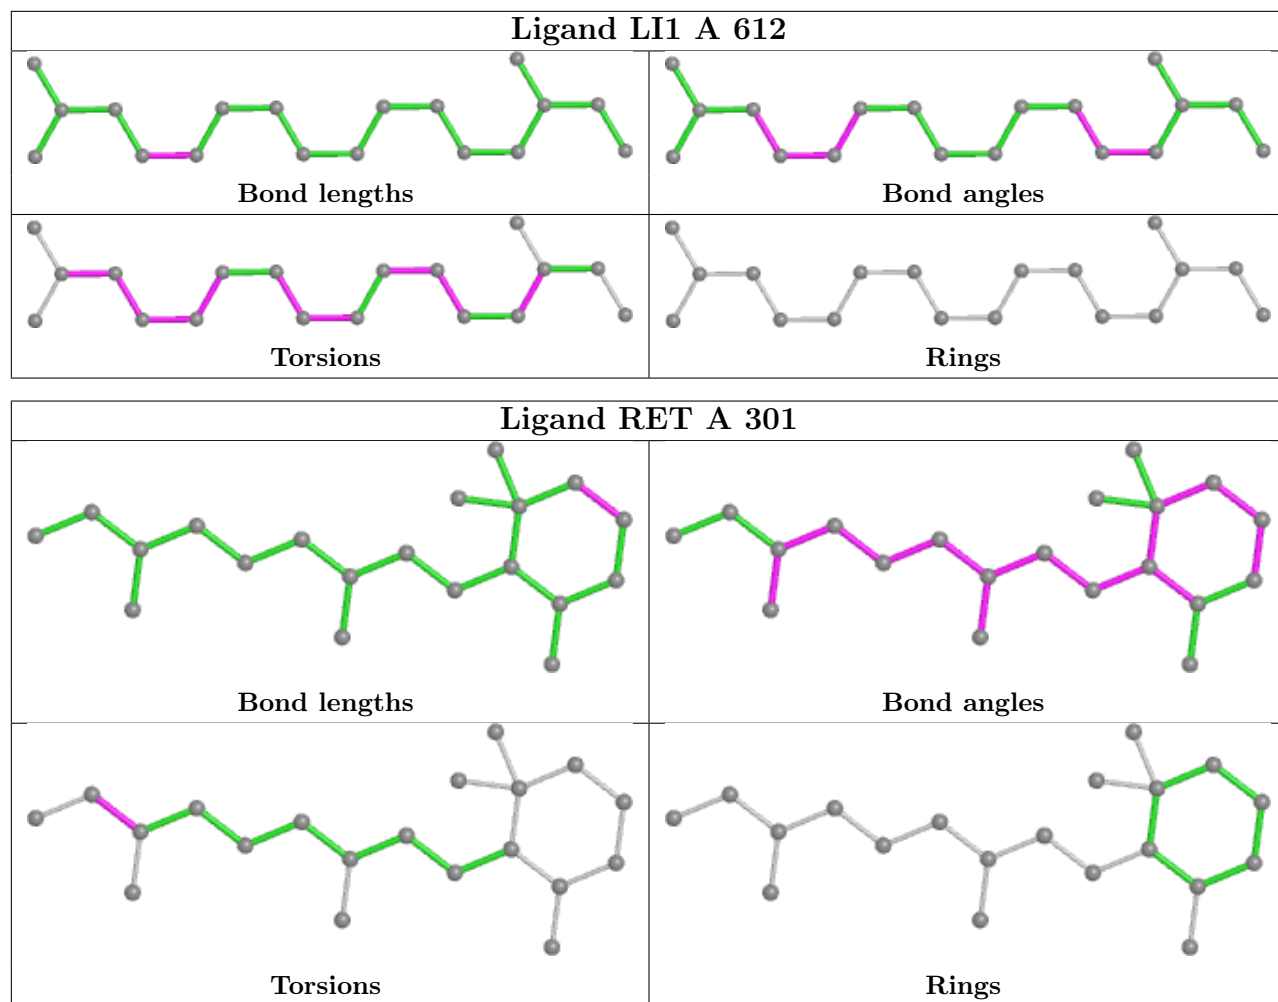 Ligand LI1 A 612
Bond lengths
Bond angles
Torsions
Rings
Ligand RET A 301
Bond lengths
Bond angles
Torsions
Rings